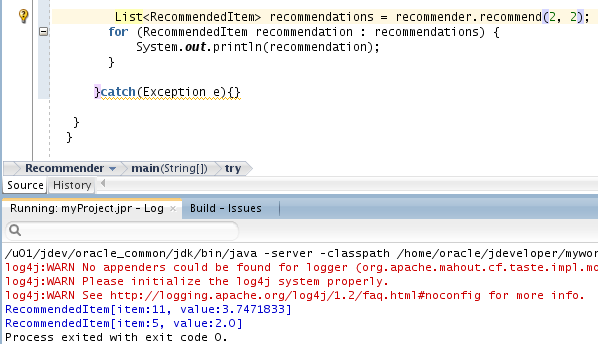 List<RecommendedItem> recommendations = recommender.recommend(2, 2);
for (RecommendedItem recommendation : recommendations) {
System.out.println(recommendation);
}
}catch(Exception e){}
}
}
Recommender main(String[]) try
Source History
Running: myProject.jpr - Log × Build - Issues
/u01/jdev/oracle_common/jdk/bin/java -server -classpath /home/oracle/jdeveloper/mywor
log4j:WARN No appenders could be found for logger (org.apache.mahout.cf.taste.impl.mo
log4j:WARN Please initialize the log4j system properly.
log4j:WARN See http://logging.apache.org/log4j/1.2/faq.html#noconfig for more info.
RecommendedItem[item:11, value:3.7471833]
RecommendedItem[item:5, value:2.0]
Process exited with exit code 0.